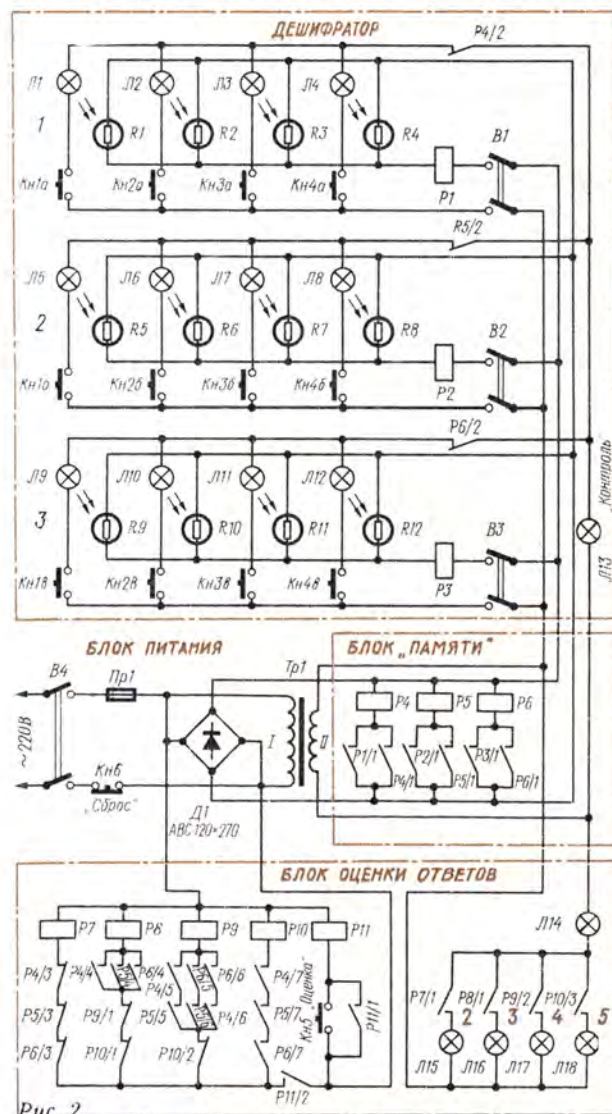 ДЕШИФРАТОР
Р4/2
Л1 Л2 Л3 Л4
1
R1 R2 R3 R4
В1
Кн1а Кн2а Кн3а Кн4а
Р1
R5/2
Л5 Л6 Л7 Л8
2
R5 R6 R7 R8
В2
Кн1б Кн2б Кн3б Кн4б
Р2
Р6/2
Л9 Л10 Л11 Л12
3
R9 R10 R11 R12
В3
Кн1в Кн2в Кн3в Кн4в
Р3
Л13 „Контроль"
БЛОК ПИТАНИЯ
БЛОК „ПАМЯТИ"
В4 Пр1 Тр1
Р4 Р5 Р6
~220В
I II
Р1/1 Р2/1 Р3/1
Р4/1 Р5/1 Р6/1
Кн6
„Сброс"
Д1
АВС 120×270
БЛОК ОЦЕНКИ ОТВЕТОВ
Р7 Р8 Р9 Р10 Р11
Л14
Р4/3 Р4/4 Р5/4 Р6/4 Р4/5 Р6/5 Р6/6 Р4/7
Р5/3 Р9/1 Р5/5 Р5/6 Р4/6 Р5/7
Р6/3 Р10/1 Р10/2 Р6/7
Кн5 „Оценка"
Р11/1
Р11/2
Р7/1 Р8/1 Р9/2 Р10/3
2 3 4 5
Л15 Л16 Л17 Л18
Рис. 2